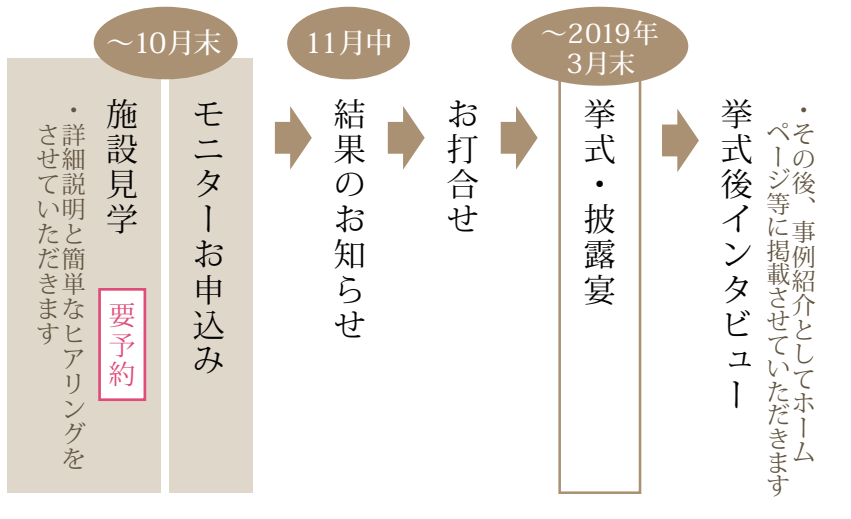 〜10月末
施設見学
要予約
・詳細説明と簡単なヒアリングを
させていただきます
モニターお申込み
11月中
結果のお知らせ
お打合せ
〜2019年
3月末
挙式・披露宴
挙式後インタビュー
・その後、事例紹介としてホーム
ページ等に掲載させていただきます